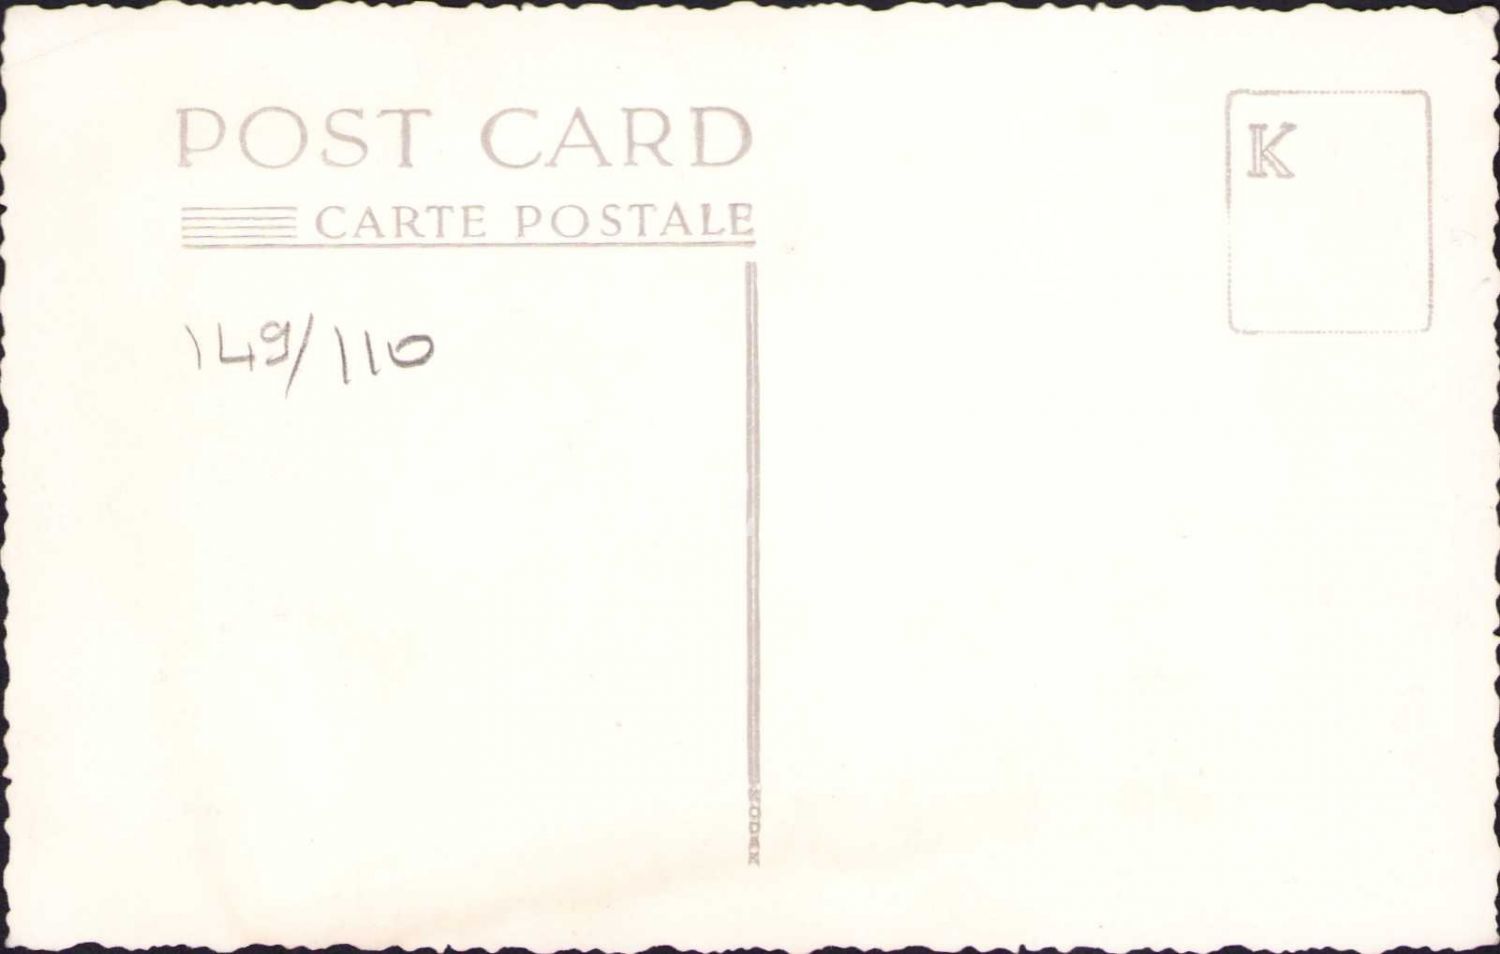 POST CARD
K
CARTE POSTALE
149/110
KODAK